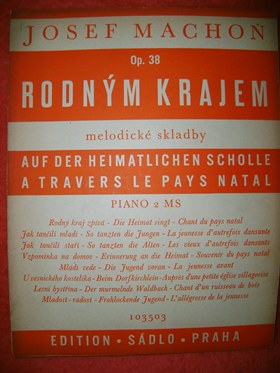 JOSEF MACHOŇ
Op. 38
RODNÝM KRAJEM
melodické skladby
AUF DER HEIMATLICHEN SCHOLLE
A TRAVERS LE PAYS NATAL
PIANO 2 MS
Rodný kraj zpívá - Die Heimat singt - Chant du pays natal
Jak tančili mladí - So tanzten die Jungen - La jeunesse d'autrefois dansante
Jak tančili staří - So tanzten die Alten - Les vieux d'autrefois dansants
Vzpomínka na domov - Erinnerung an die Heimat - Souvenir du pays natal
Mládí vede - Die Jugend voran - La jeunesse avant
U vesnického kostelíka - Beim Dorfkirchlein - Auprès d'une petite église villageoise
Lesní bystřina - Der murmelnde Waldbach - Chant d'un ruisseau de bois
Mladost - radost - Frohlockende Jugend - L'allégresse de la jeunesse
103503
EDITION • SÁDLO • PRAHA